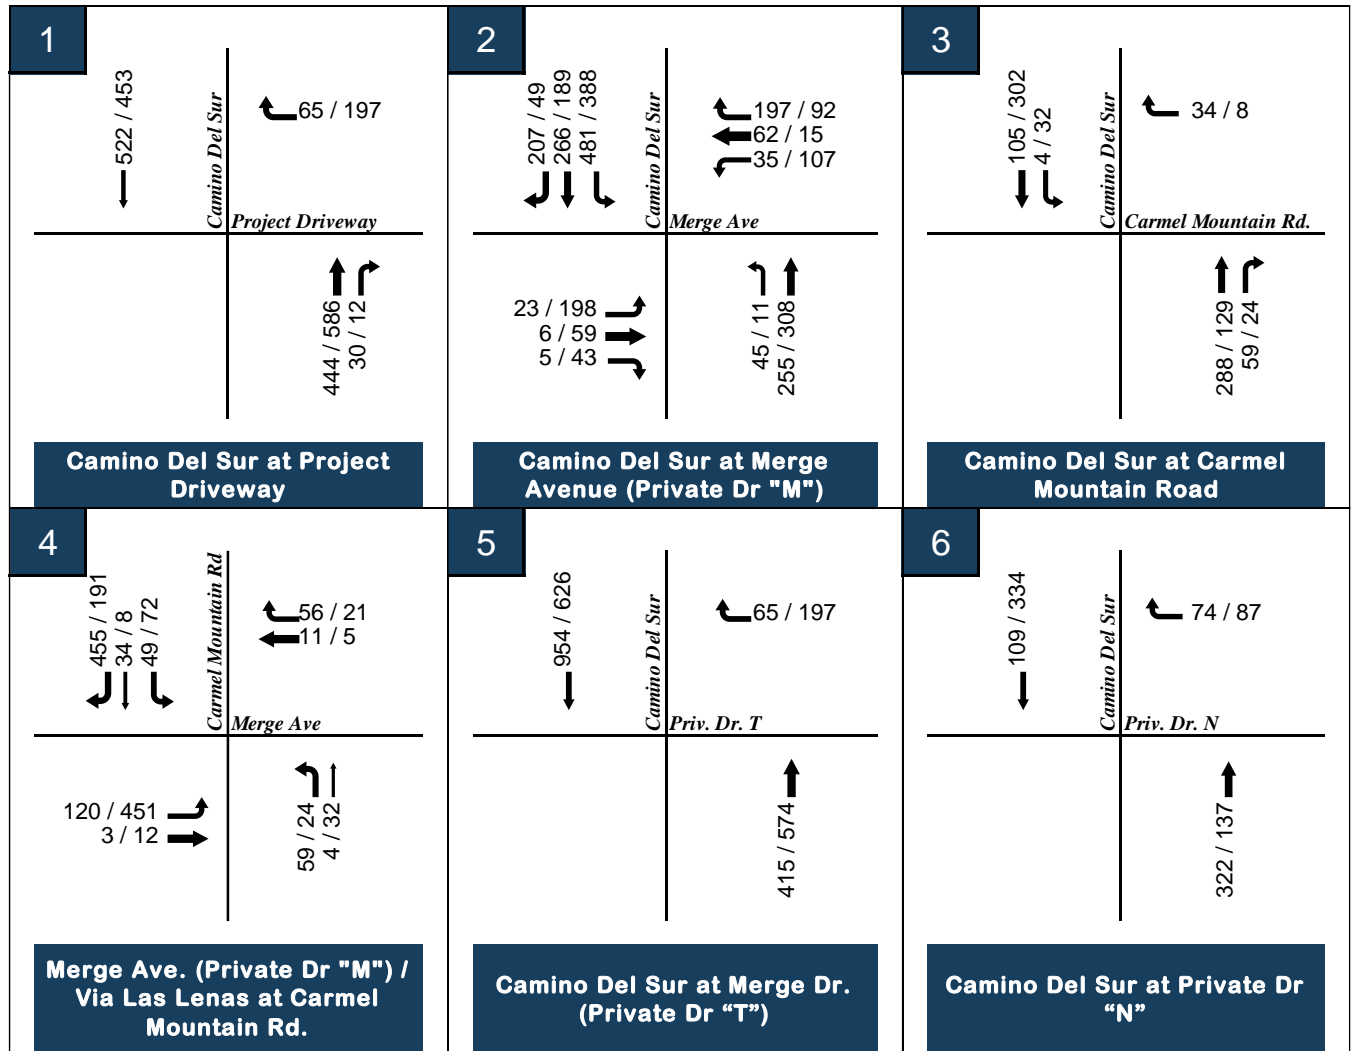 1
522 / 453
Camino Del Sur
65 / 197
Project Driveway
444 / 586
30 / 12
Camino Del Sur at Project
Driveway
2
207 / 49
266 / 189
481 / 388
Camino Del Sur
197 / 92
62 / 15
35 / 107
Merge Ave
23 / 198
6 / 59
5 / 43
45 / 11
255 / 308
Camino Del Sur at Merge
Avenue (Private Dr "M")
3
105 / 302
4 / 32
Camino Del Sur
34 / 8
Carmel Mountain Rd.
288 / 129
59 / 24
Camino Del Sur at Carmel
Mountain Road
4
455 / 191
34 / 8
49 / 72
Carmel Mountain Rd
56 / 21
11 / 5
Merge Ave
120 / 451
3 / 12
59 / 24
4 / 32
Merge Ave. (Private Dr "M") /
Via Las Lenas at Carmel
Mountain Rd.
5
954 / 626
Camino Del Sur
65 / 197
Priv. Dr. T
415 / 574
Camino Del Sur at Merge Dr.
(Private Dr “T”)
6
109 / 334
Camino Del Sur
74 / 87
Priv. Dr. N
322 / 137
Camino Del Sur at Private Dr
“N”